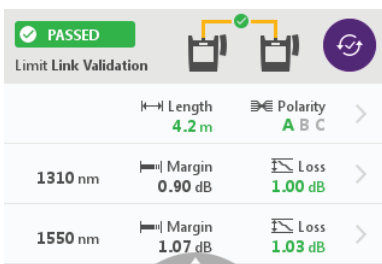 PASSED
Limit Link Validation
Length Polarity
4.2 m A B C
Margin Loss
1310 nm 0.90 dB 1.00 dB
Margin Loss
1550 nm 1.07 dB 1.03 dB